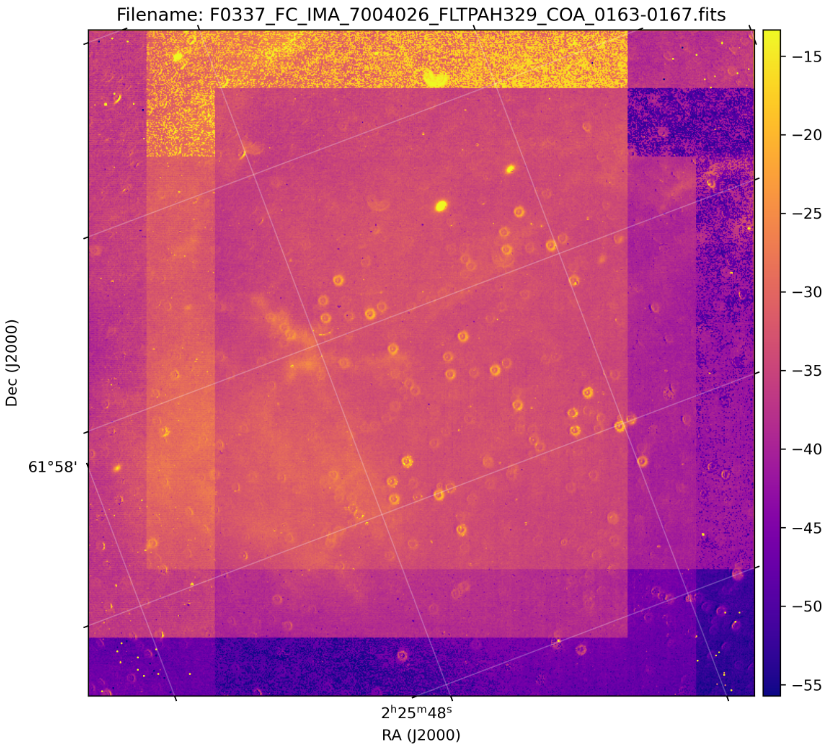 Filename: F0337_FC_IMA_7004026_FLTPAH329_COA_0163-0167.fits
−15
−20
−25
−30
−35
−40
−45
−50
−55
Dec (J2000)
61°58'
2ʰ25ᵐ48ˢ
RA (J2000)